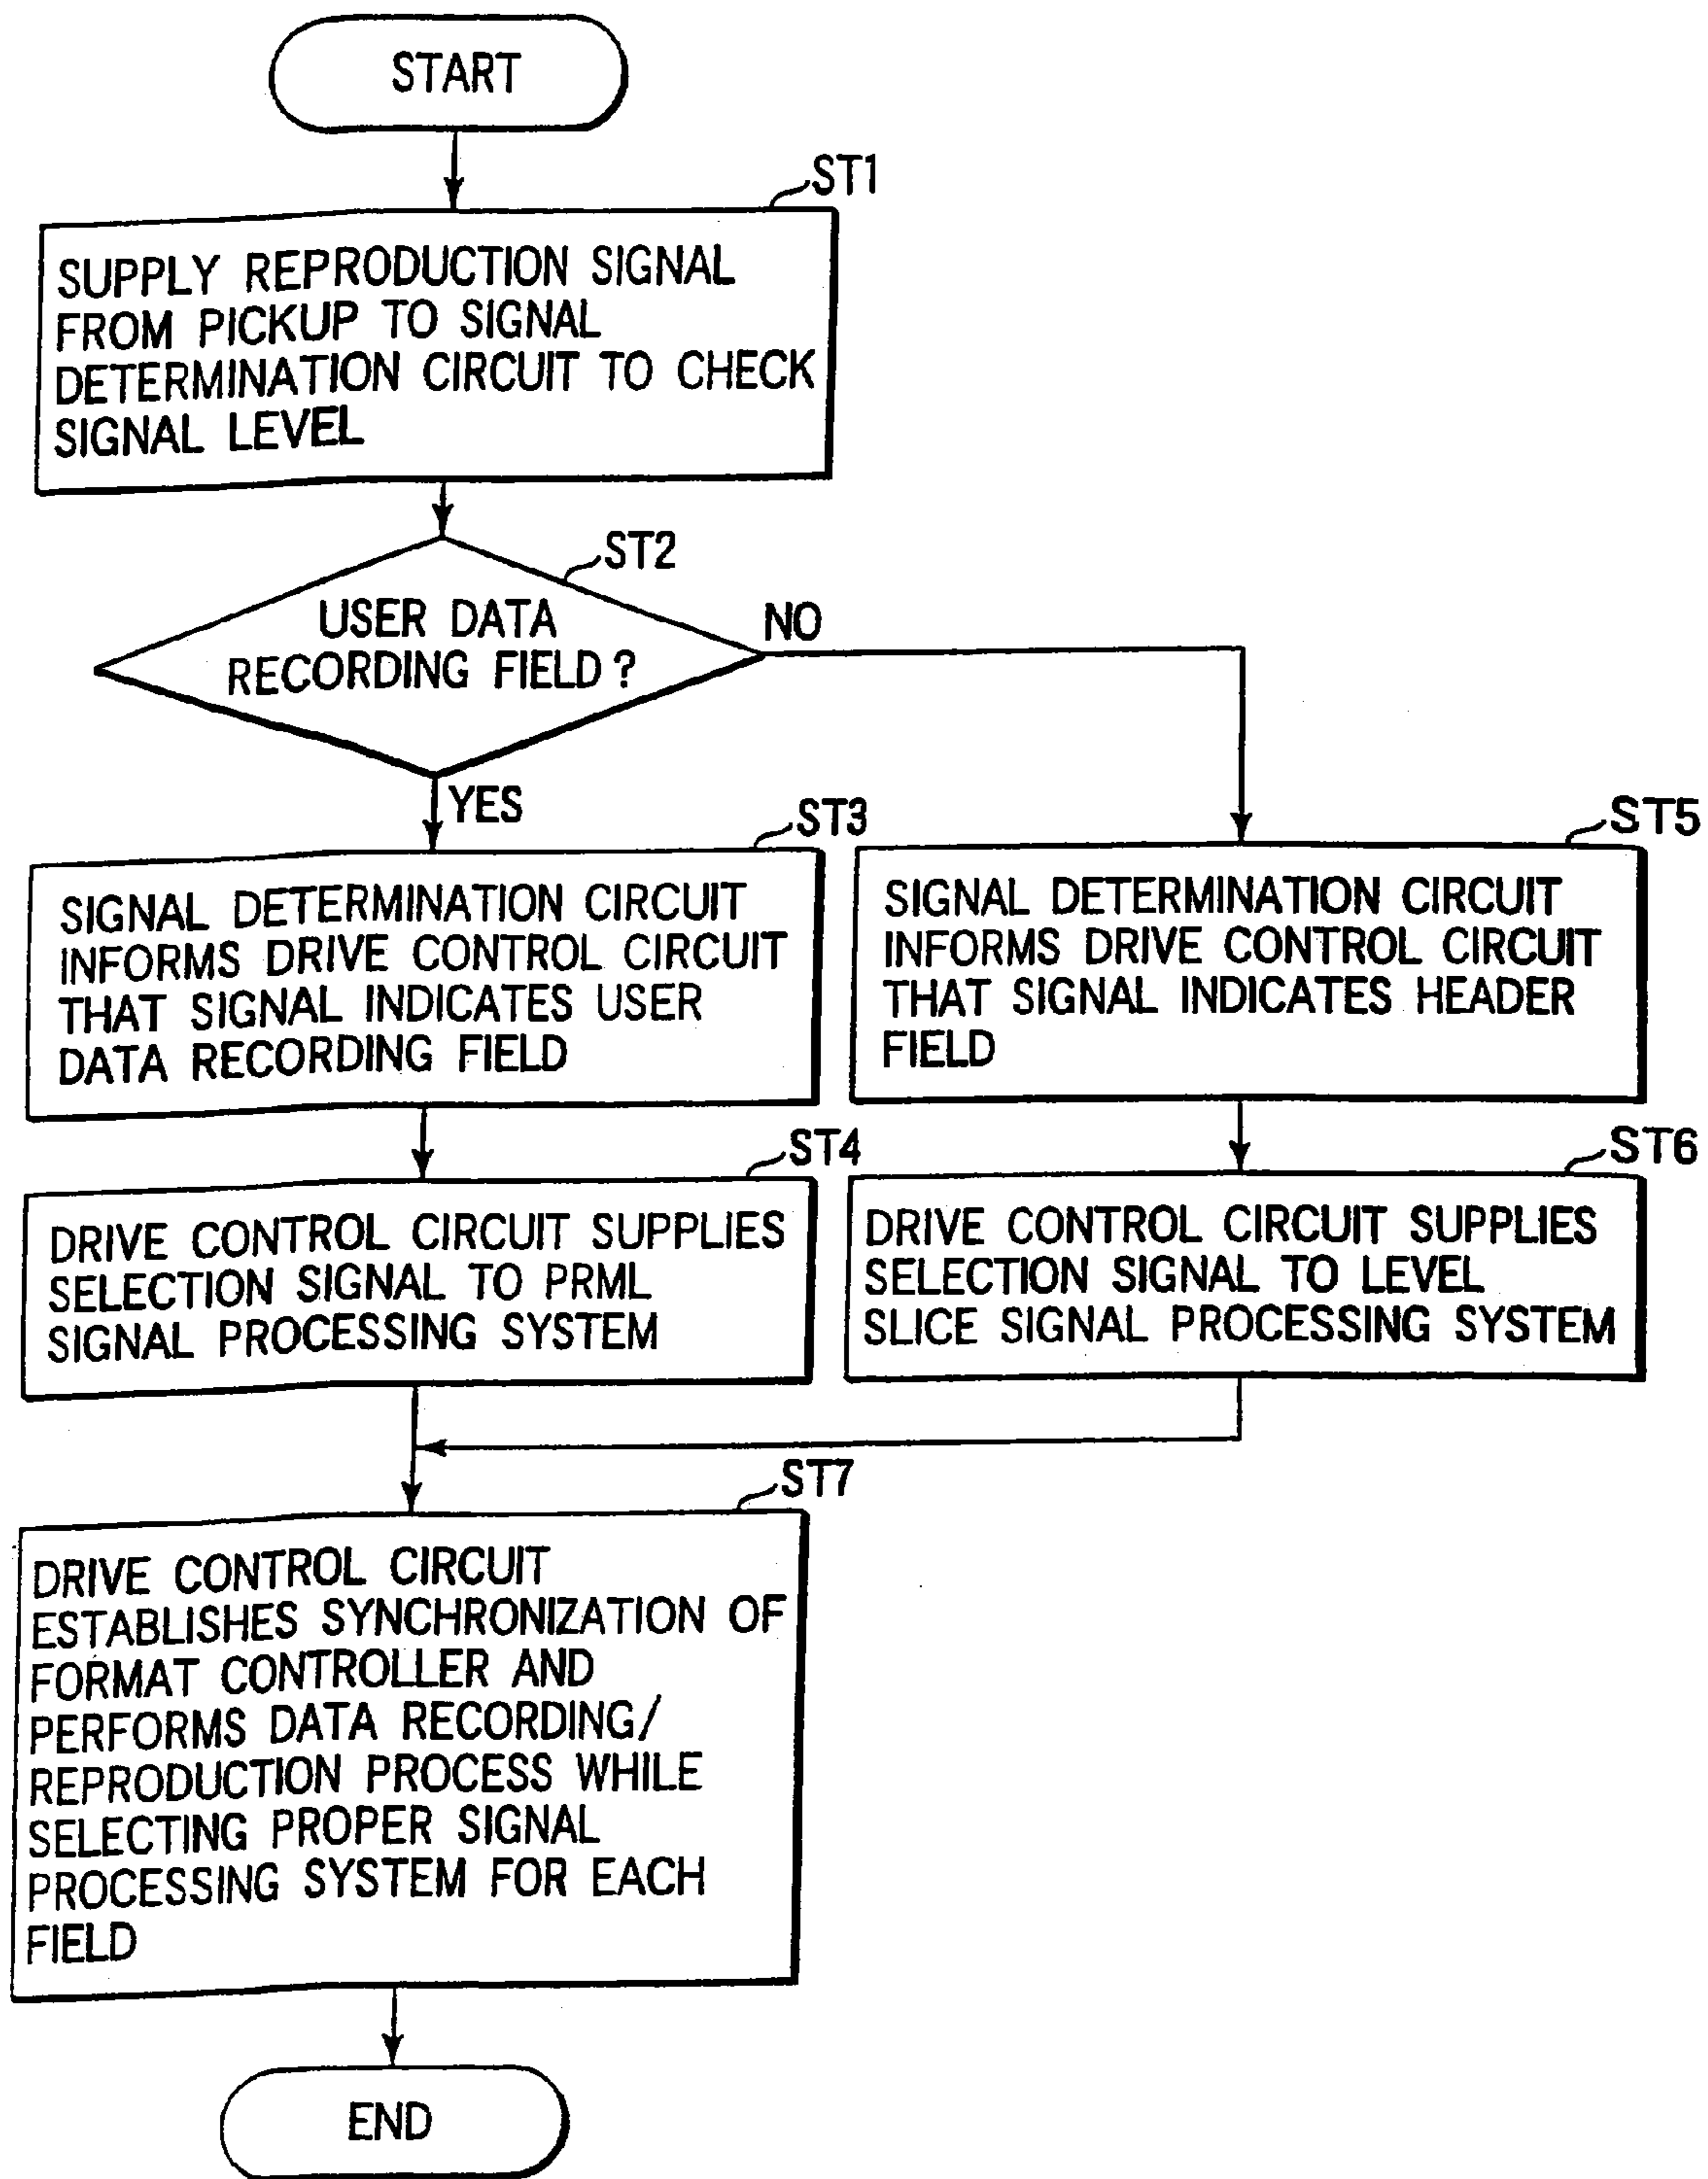 START
ST1
SUPPLY REPRODUCTION SIGNAL
FROM PICKUP TO SIGNAL
DETERMINATION CIRCUIT TO CHECK
SIGNAL LEVEL
ST2
USER DATA
RECORDING FIELD?
NO
YES
ST3
SIGNAL DETERMINATION CIRCUIT
INFORMS DRIVE CONTROL CIRCUIT
THAT SIGNAL INDICATES USER
DATA RECORDING FIELD
ST5
SIGNAL DETERMINATION CIRCUIT
INFORMS DRIVE CONTROL CIRCUIT
THAT SIGNAL INDICATES HEADER
FIELD
ST4
DRIVE CONTROL CIRCUIT SUPPLIES
SELECTION SIGNAL TO PRML
SIGNAL PROCESSING SYSTEM
ST6
DRIVE CONTROL CIRCUIT SUPPLIES
SELECTION SIGNAL TO LEVEL
SLICE SIGNAL PROCESSING SYSTEM
ST7
DRIVE CONTROL CIRCUIT
ESTABLISHES SYNCHRONIZATION OF
FORMAT CONTROLLER AND
PERFORMS DATA RECORDING/
REPRODUCTION PROCESS WHILE
SELECTING PROPER SIGNAL
PROCESSING SYSTEM FOR EACH
FIELD
END